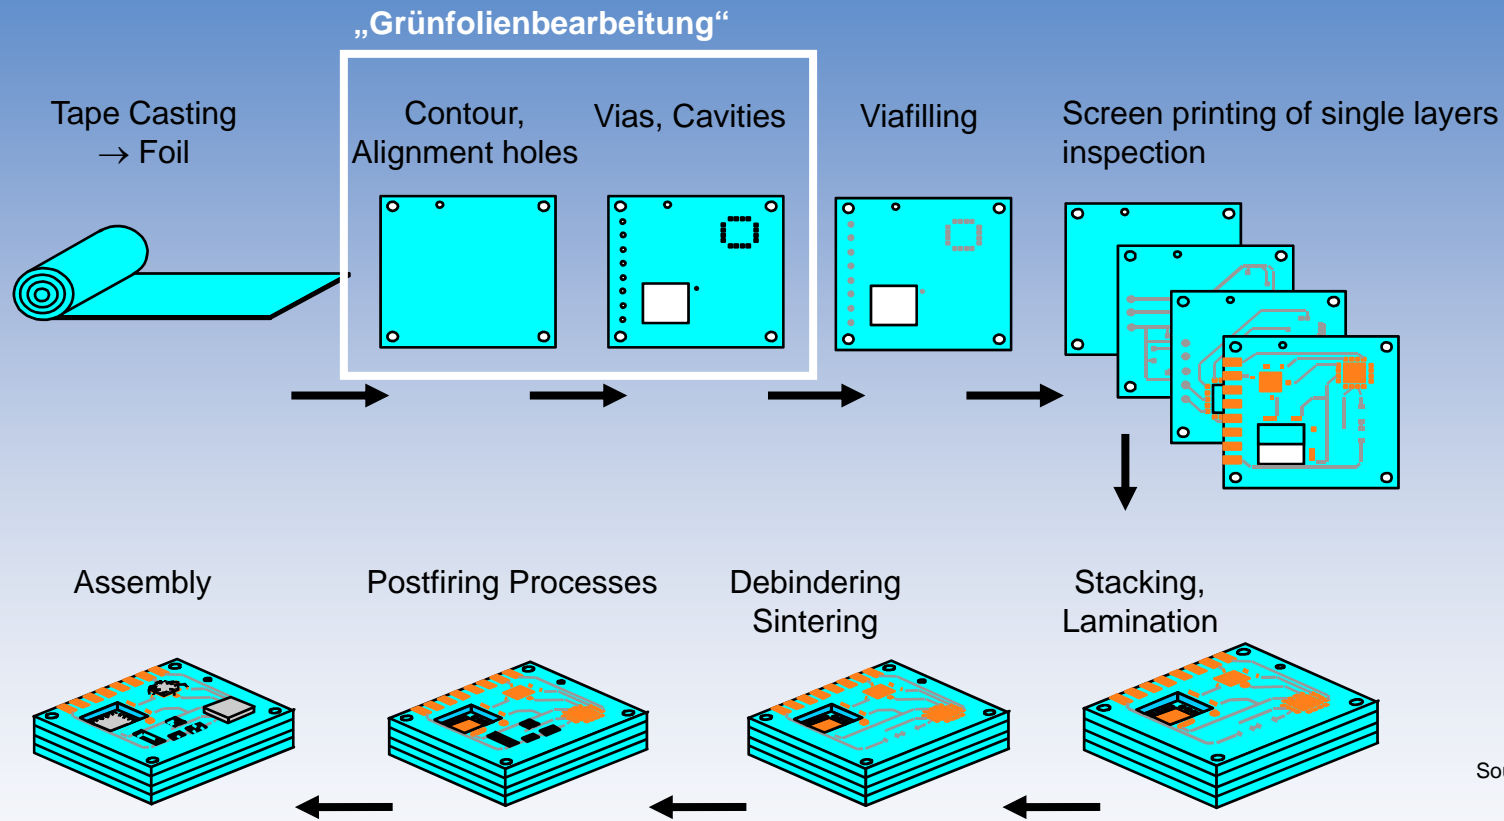 „Grünfolienbearbeitung“
Tape Casting
→ Foil
Contour,
Alignment holes
Vias, Cavities
Viafilling
Screen printing of single layers
inspection
Assembly
Postfiring Processes
Debindering
Sintering
Stacking,
Lamination